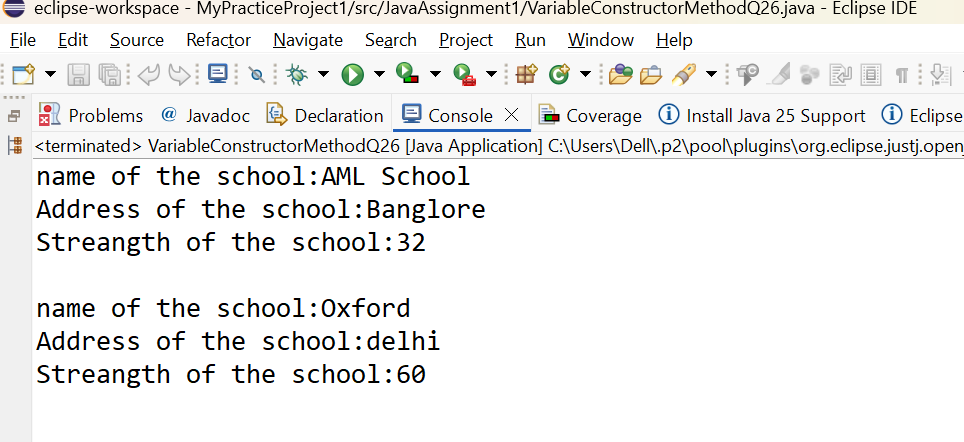 eclipse-workspace - MyPracticeProject1/src/JavaAssignment1/VariableConstructorMethodQ26.java - Eclipse IDE
File Edit Source Refactor Navigate Search Project Run Window Help
Problems @ Javadoc Declaration Console Coverage Install Java 25 Support Eclipse
<terminated> VariableConstructorMethodQ26 [Java Application] C:\Users\Dell\.p2\pool\plugins\org.eclipse.justj.openj
name of the school:AML School
Address of the school:Banglore
Streangth of the school:32
name of the school:Oxford
Address of the school:delhi
Streangth of the school:60